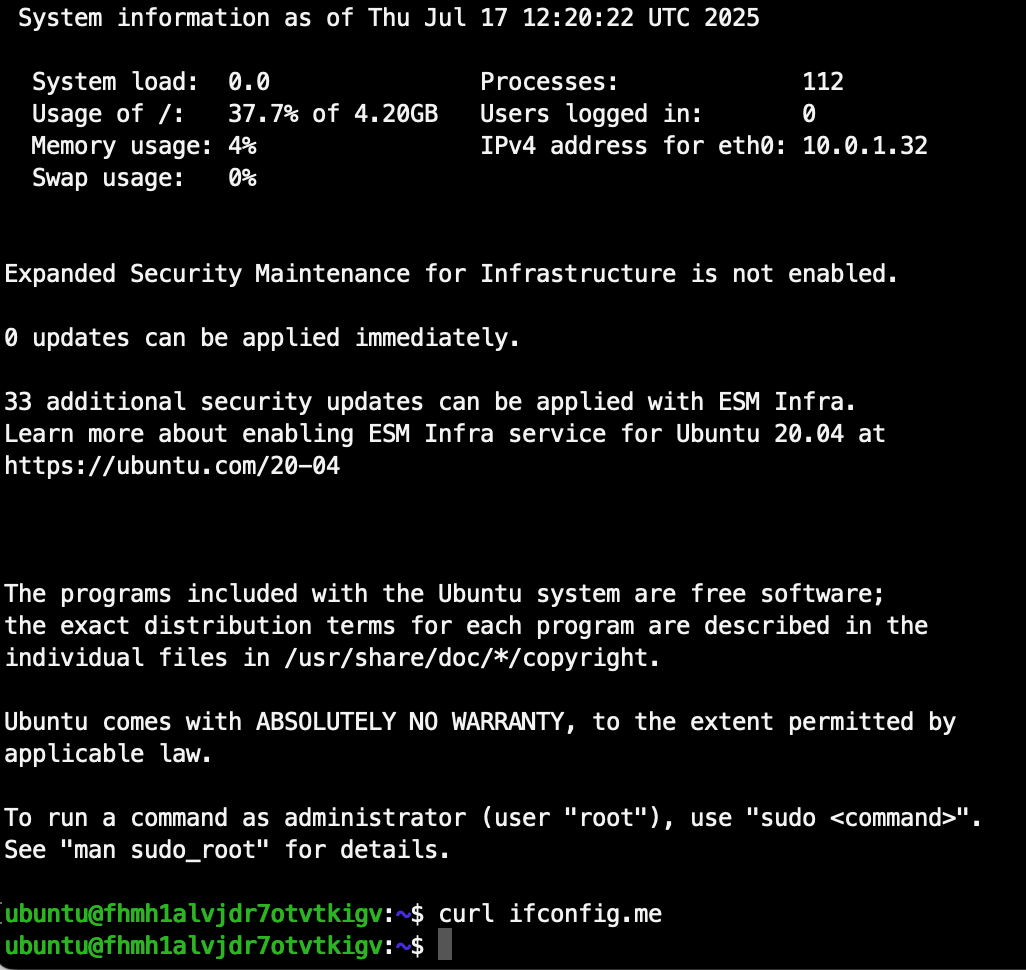 System information as of Thu Jul 17 12:20:22 UTC 2025
System load:  0.0               Processes:             112
Usage of /:   37.7% of 4.20GB   Users logged in:       0
Memory usage: 4%                IPv4 address for eth0: 10.0.1.32
Swap usage:   0%
Expanded Security Maintenance for Infrastructure is not enabled.
0 updates can be applied immediately.
33 additional security updates can be applied with ESM Infra.
Learn more about enabling ESM Infra service for Ubuntu 20.04 at
https://ubuntu.com/20-04
The programs included with the Ubuntu system are free software;
the exact distribution terms for each program are described in the
individual files in /usr/share/doc/*/copyright.
Ubuntu comes with ABSOLUTELY NO WARRANTY, to the extent permitted by
applicable law.
To run a command as administrator (user "root"), use "sudo <command>".
See "man sudo_root" for details.
ubuntu@fhmh1alvjdr7otvtkigv:~$ curl ifconfig.me
ubuntu@fhmh1alvjdr7otvtkigv:~$